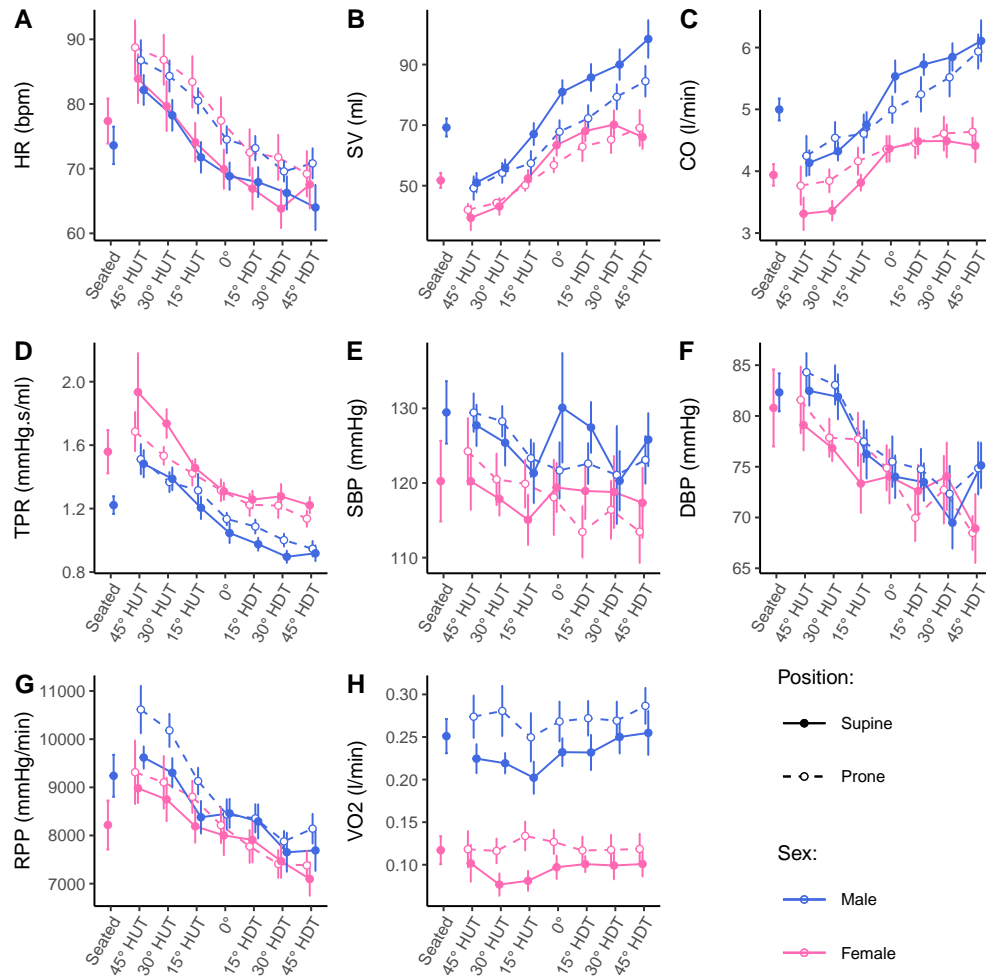 A
HR (bpm)
90
80
70
60
Seated
45° HUT
30° HUT
15° HUT
0°
15° HDT
30° HDT
45° HDT
B
SV (ml)
90
70
50
Seated
45° HUT
30° HUT
15° HUT
0°
15° HDT
30° HDT
45° HDT
C
CO (l/min)
6
5
4
3
Seated
45° HUT
30° HUT
15° HUT
0°
15° HDT
30° HDT
45° HDT
D
TPR (mmHg.s/ml)
2.0
1.6
1.2
0.8
Seated
45° HUT
30° HUT
15° HUT
0°
15° HDT
30° HDT
45° HDT
E
SBP (mmHg)
130
120
110
Seated
45° HUT
30° HUT
15° HUT
0°
15° HDT
30° HDT
45° HDT
F
DBP (mmHg)
85
80
75
70
65
Seated
45° HUT
30° HUT
15° HUT
0°
15° HDT
30° HDT
45° HDT
G
RPP (mmHg/min)
11000
10000
9000
8000
7000
Seated
45° HUT
30° HUT
15° HUT
0°
15° HDT
30° HDT
45° HDT
H
VO2 (l/min)
0.30
0.25
0.20
0.15
0.10
Seated
45° HUT
30° HUT
15° HUT
0°
15° HDT
30° HDT
45° HDT
Position:
Supine
Prone
Sex:
Male
Female